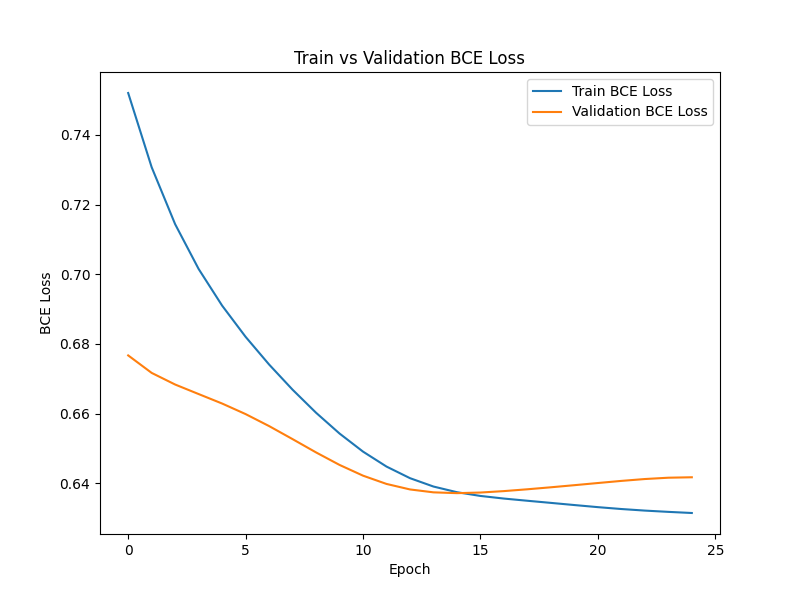 Train vs Validation BCE Loss
Train BCE Loss
Validation BCE Loss
BCE Loss
0.74
0.72
0.70
0.68
0.66
0.64
0
5
10
15
20
25
Epoch